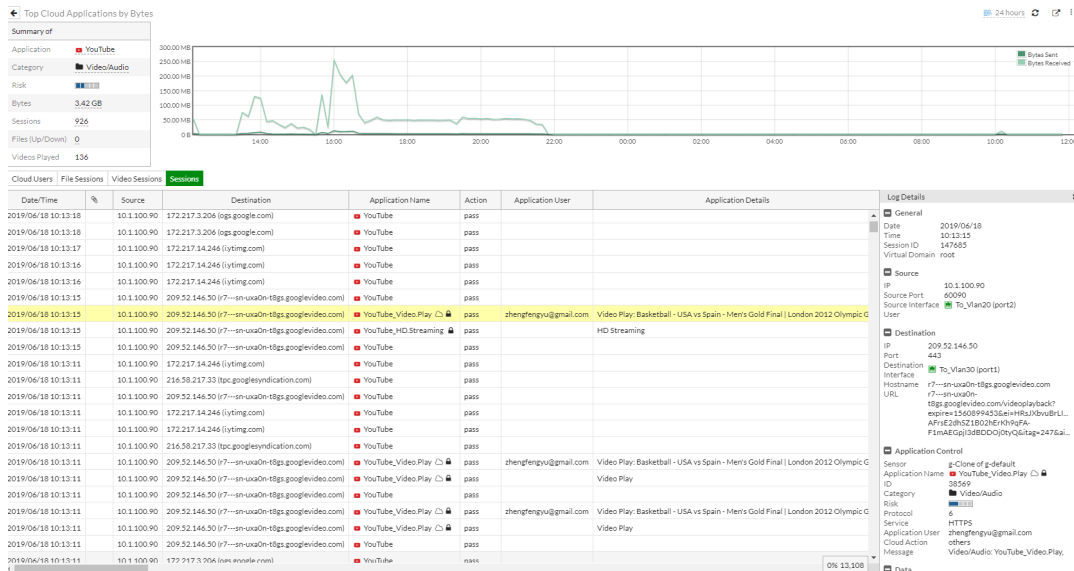 Top Cloud Applications by Bytes
24 hours
Summary of
Application YouTube
Category Video/Audio
Risk
Bytes 3.42 GB
Sessions 926
Files (Up/Down) 0
Videos Played 136
300.00 MB
250.00 MB
200.00 MB
150.00 MB
100.00 MB
50.00 MB
0 B
Bytes Sent
Bytes Received
14:00 16:00 18:00 20:00 22:00 00:00 02:00 04:00 06:00 08:00 10:00 12:00
Cloud Users File Sessions Video Sessions Sessions
Date/Time Source Destination Application Name Action Application User Application Details
2019/06/18 10:13:18 10.1.100.90 172.217.3.206 (ogs.google.com) YouTube pass
2019/06/18 10:13:18 10.1.100.90 172.217.3.206 (ogs.google.com) YouTube pass
2019/06/18 10:13:17 10.1.100.90 172.217.14.246 (i.ytimg.com) YouTube pass
2019/06/18 10:13:16 10.1.100.90 172.217.14.246 (i.ytimg.com) YouTube pass
2019/06/18 10:13:16 10.1.100.90 172.217.14.246 (i.ytimg.com) YouTube pass
2019/06/18 10:13:15 10.1.100.90 209.52.146.50 (r7---sn-uxa0n-t8gs.googlevideo.com) YouTube pass
2019/06/18 10:13:15 10.1.100.90 209.52.146.50 (r7---sn-uxa0n-t8gs.googlevideo.com) YouTube_Video.Play pass zhengfengyu@gmail.com Video Play: Basketball - USA vs Spain - Men's Gold Final | London 2012 Olympic G
2019/06/18 10:13:15 10.1.100.90 209.52.146.50 (r7---sn-uxa0n-t8gs.googlevideo.com) YouTube_HD.Streaming pass HD Streaming
2019/06/18 10:13:15 10.1.100.90 209.52.146.50 (r7---sn-uxa0n-t8gs.googlevideo.com) YouTube pass
2019/06/18 10:13:11 10.1.100.90 172.217.14.246 (i.ytimg.com) YouTube pass
2019/06/18 10:13:11 10.1.100.90 216.58.217.33 (tpc.googlesyndication.com) YouTube pass
2019/06/18 10:13:11 10.1.100.90 209.52.146.50 (r7---sn-uxa0n-t8gs.googlevideo.com) YouTube pass
2019/06/18 10:13:11 10.1.100.90 172.217.14.246 (i.ytimg.com) YouTube pass
2019/06/18 10:13:11 10.1.100.90 172.217.14.246 (i.ytimg.com) YouTube pass
2019/06/18 10:13:11 10.1.100.90 216.58.217.33 (tpc.googlesyndication.com) YouTube pass
2019/06/18 10:13:11 10.1.100.90 209.52.146.50 (r7---sn-uxa0n-t8gs.googlevideo.com) YouTube_Video.Play pass zhengfengyu@gmail.com Video Play: Basketball - USA vs Spain - Men's Gold Final | London 2012 Olympic G
2019/06/18 10:13:11 10.1.100.90 209.52.146.50 (r7---sn-uxa0n-t8gs.googlevideo.com) YouTube_Video.Play pass Video Play
2019/06/18 10:13:11 10.1.100.90 209.52.146.50 (r7---sn-uxa0n-t8gs.googlevideo.com) YouTube pass
2019/06/18 10:13:11 10.1.100.90 209.52.146.50 (r7---sn-uxa0n-t8gs.googlevideo.com) YouTube_Video.Play pass zhengfengyu@gmail.com Video Play: Basketball - USA vs Spain - Men's Gold Final | London 2012 Olympic G
2019/06/18 10:13:11 10.1.100.90 209.52.146.50 (r7---sn-uxa0n-t8gs.googlevideo.com) YouTube_Video.Play pass Video Play
2019/06/18 10:13:11 10.1.100.90 209.52.146.50 (r7---sn-uxa0n-t8gs.googlevideo.com) YouTube pass
2019/06/18 10:13:11 10.1.100.90 172.217.3.206 (ogs.google.com) YouTube pass
0% 13,108
Log Details
General
Date 2019/06/18
Time 10:13:15
Session ID 147685
Virtual Domain root
Source
IP 10.1.100.90
Source Port 60090
Source Interface To_Vlan20 (port2)
User
Destination
IP 209.52.146.50
Port 443
Destination Interface To_Vlan30 (port1)
Hostname r7---sn-uxa0n-t8gs.googlevideo.com
URL r7---sn-uxa0n-
t8gs.googlevideo.com/videoplayback?
expire=1560899453&ei=HRsJXbvuBrLI...
AFrsE2dhSZ1B02hErKh9qFA-
F1mAEGpjI3dBDDOj0tyQ&itag=247&ai...
Application Control
Sensor g-Clone of g-default
Application Name YouTube_Video.Play
ID 38569
Category Video/Audio
Risk
Protocol 6
Service HTTPS
Application User zhengfengyu@gmail.com
Cloud Action others
Message Video/Audio: YouTube_Video.Play,
Data